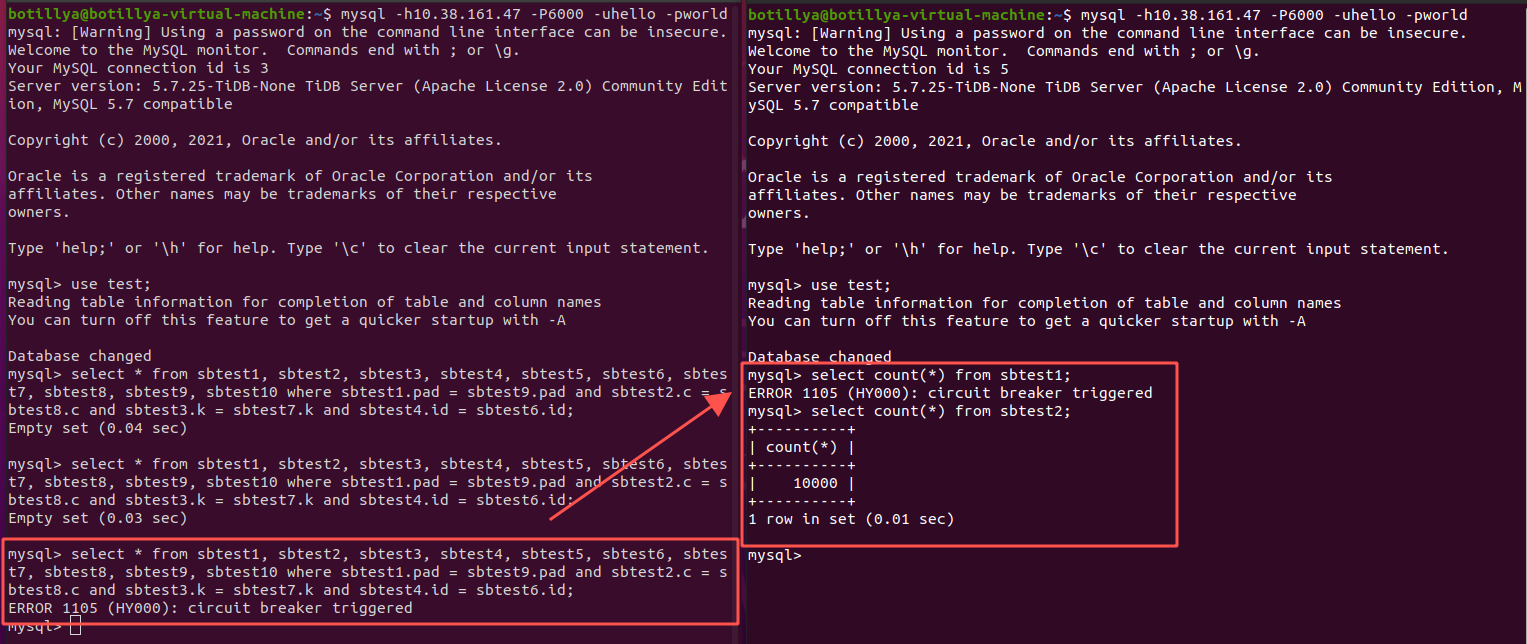 botillya@botillya-virtual-machine:~$ mysql -h10.38.161.47 -P6000 -uhello -pworld
mysql: [Warning] Using a password on the command line interface can be insecure.
Welcome to the MySQL monitor.  Commands end with ; or \g.
Your MySQL connection id is 3
Server version: 5.7.25-TiDB-None TiDB Server (Apache License 2.0) Community Edit
ion, MySQL 5.7 compatible
Copyright (c) 2000, 2021, Oracle and/or its affiliates.
Oracle is a registered trademark of Oracle Corporation and/or its
affiliates. Other names may be trademarks of their respective
owners.
Type 'help;' or '\h' for help. Type '\c' to clear the current input statement.
mysql> use test;
Reading table information for completion of table and column names
You can turn off this feature to get a quicker startup with -A
Database changed
mysql> select * from sbtest1, sbtest2, sbtest3, sbtest4, sbtest5, sbtest6, sbtes
t7, sbtest8, sbtest9, sbtest10 where sbtest1.pad = sbtest9.pad and sbtest2.c = s
btest8.c and sbtest3.k = sbtest7.k and sbtest4.id = sbtest6.id;
Empty set (0.04 sec)
mysql> select * from sbtest1, sbtest2, sbtest3, sbtest4, sbtest5, sbtest6, sbtes
t7, sbtest8, sbtest9, sbtest10 where sbtest1.pad = sbtest9.pad and sbtest2.c = s
btest8.c and sbtest3.k = sbtest7.k and sbtest4.id = sbtest6.id;
Empty set (0.03 sec)
mysql> select * from sbtest1, sbtest2, sbtest3, sbtest4, sbtest5, sbtest6, sbtes
t7, sbtest8, sbtest9, sbtest10 where sbtest1.pad = sbtest9.pad and sbtest2.c = s
btest8.c and sbtest3.k = sbtest7.k and sbtest4.id = sbtest6.id;
ERROR 1105 (HY000): circuit breaker triggered
mysql>
botillya@botillya-virtual-machine:~$ mysql -h10.38.161.47 -P6000 -uhello -pworld
mysql: [Warning] Using a password on the command line interface can be insecure.
Welcome to the MySQL monitor.  Commands end with ; or \g.
Your MySQL connection id is 5
Server version: 5.7.25-TiDB-None TiDB Server (Apache License 2.0) Community Edition, M
ySQL 5.7 compatible
Copyright (c) 2000, 2021, Oracle and/or its affiliates.
Oracle is a registered trademark of Oracle Corporation and/or its
affiliates. Other names may be trademarks of their respective
owners.
Type 'help;' or '\h' for help. Type '\c' to clear the current input statement.
mysql> use test;
Reading table information for completion of table and column names
You can turn off this feature to get a quicker startup with -A
Database changed
mysql> select count(*) from sbtest1;
ERROR 1105 (HY000): circuit breaker triggered
mysql> select count(*) from sbtest2;
+----------+
| count(*) |
+----------+
|    10000 |
+----------+
1 row in set (0.01 sec)
mysql>